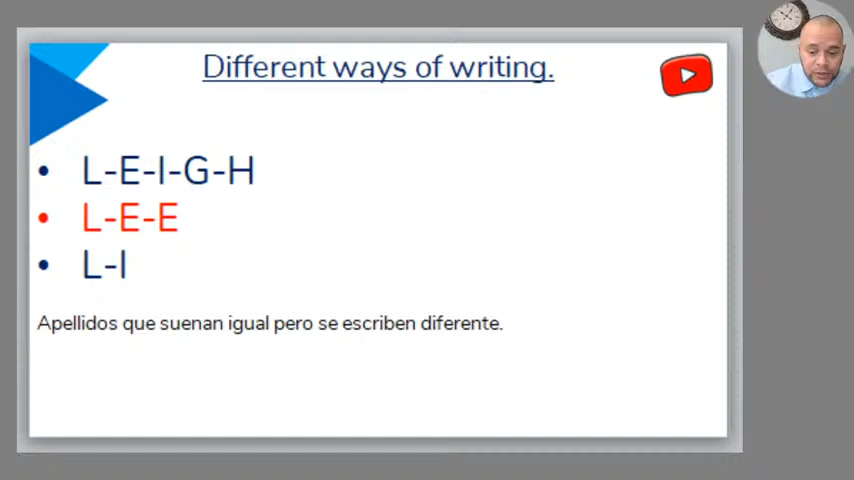 Different ways of writing.
• L-E-I-G-H
• L-E-E
• L-I
Apellidos que suenan igual pero se escriben diferente.